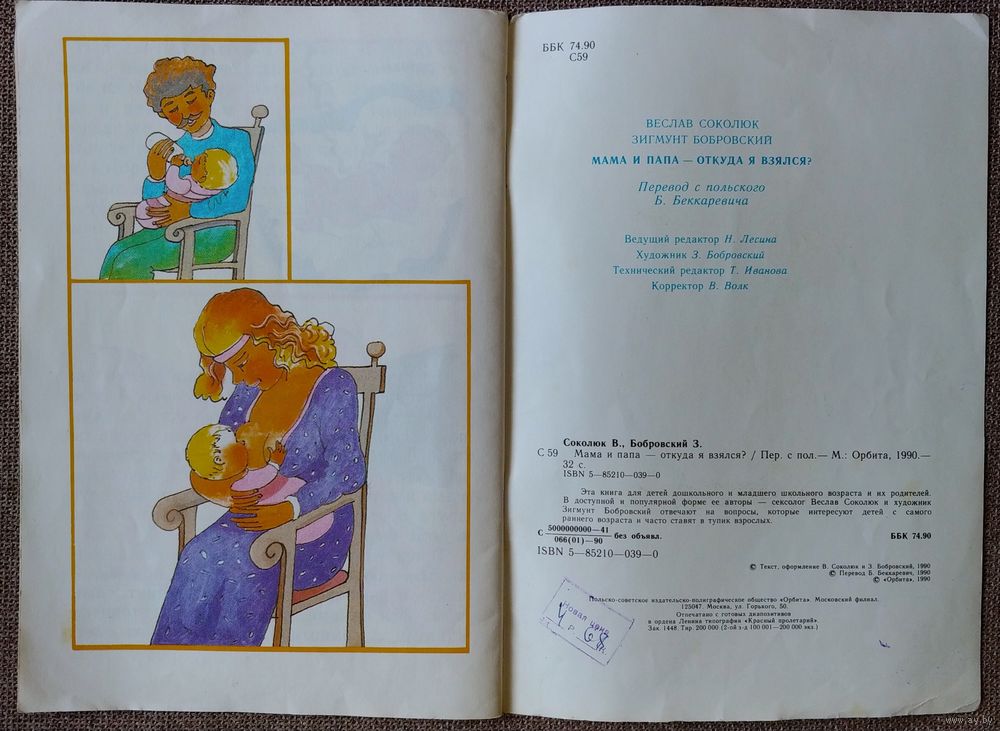 ББК 74.90
С59
ВЕСЛАВ СОКОЛЮК
ЗИГМУНТ БОБРОВСКИЙ
МАМА И ПАПА — ОТКУДА Я ВЗЯЛСЯ?
Перевод с польского
Б. Беккаревича
Ведущий редактор Н. Лесина
Художник З. Бобровский
Технический редактор Т. Иванова
Корректор В. Волк
Соколюк В., Бобровский З.
С 59 Мама и папа — откуда я взялся? / Пер. с пол.— М.: Орбита, 1990.—
32 с.
ISBN 5—85210—039—0
Эта книга для детей дошкольного и младшего школьного возраста и их родителей.
В доступной и популярной форме ее авторы — сексолог Веслав Соколюк и художник
Зигмунт Бобровский отвечают на вопросы, которые интересуют детей с самого
раннего возраста и часто ставят в тупик взрослых.
С 5000000000—41
066(01)—90 без объявл.
ББК 74.90
ISBN 5—85210—039—0
© Текст, оформление В. Соколюк и З. Бобровский, 1990
© Перевод Б. Беккаревич, 1990
© «Орбита», 1990
Польско-советское издательско-полиграфическое общество «Орбита». Московский филиал.
125047. Москва, ул. Горького, 50.
Отпечатано с готовых диапозитивов
в ордена Ленина типографии «Красный пролетарий».
Зак. 1448. Тир. 200 000 (2-ой з-д 100 001—200 000 экз.)
Новая цена
4 р. 68 к.
www.ay.by